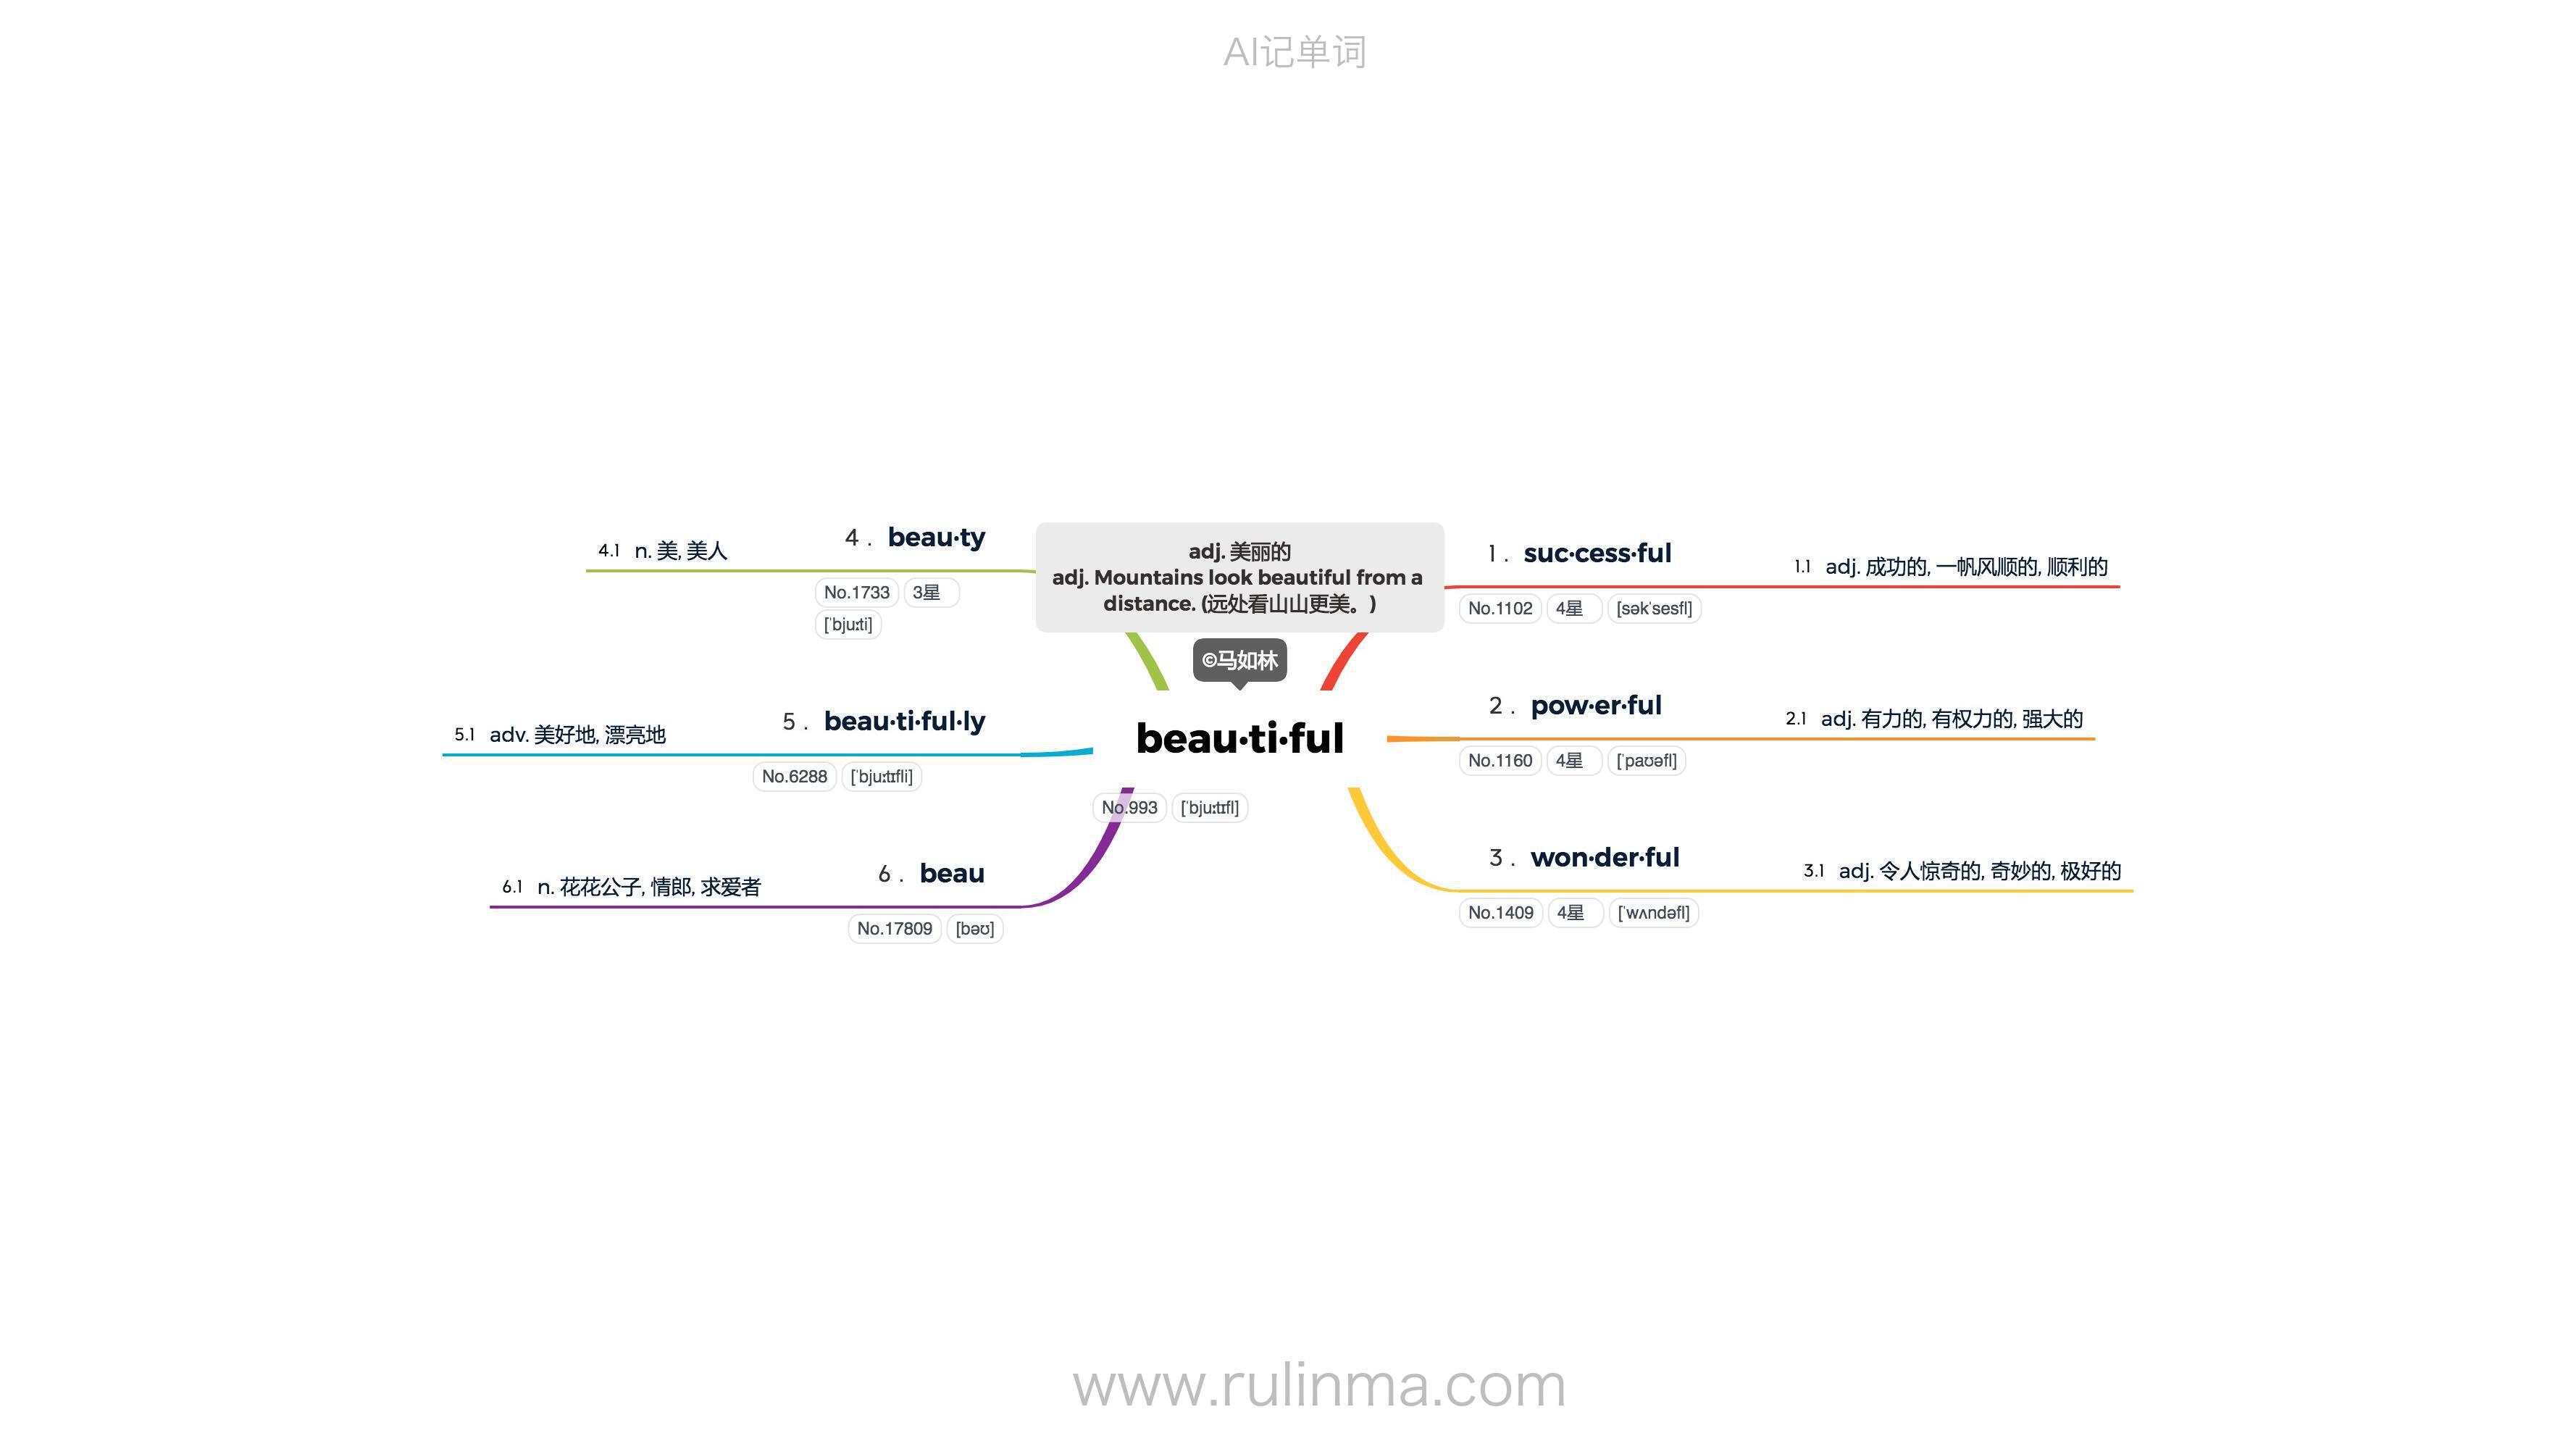 AI记单词
adj. 美丽的
adj. Mountains look beautiful from a
distance. (远处看山山更美。)
©马如林
beau·ti·ful
No.993 [ˈbjuːtɪfl]
1 . suc·cess·ful
No.1102 4星 [səkˈsesfl]
1.1 adj. 成功的, 一帆风顺的, 顺利的
2 . pow·er·ful
No.1160 4星 [ˈpaʊəfl]
2.1 adj. 有力的, 有权力的, 强大的
3 . won·der·ful
No.1409 4星 [ˈwʌndəfl]
3.1 adj. 令人惊奇的, 奇妙的, 极好的
4 . beau·ty
No.1733 3星
[ˈbjuːti]
4.1 n. 美, 美人
5 . beau·ti·ful·ly
No.6288 [ˈbjuːtɪfli]
5.1 adv. 美好地, 漂亮地
6 . beau
No.17809 [bəʊ]
6.1 n. 花花公子, 情郎, 求爱者
www.rulinma.com